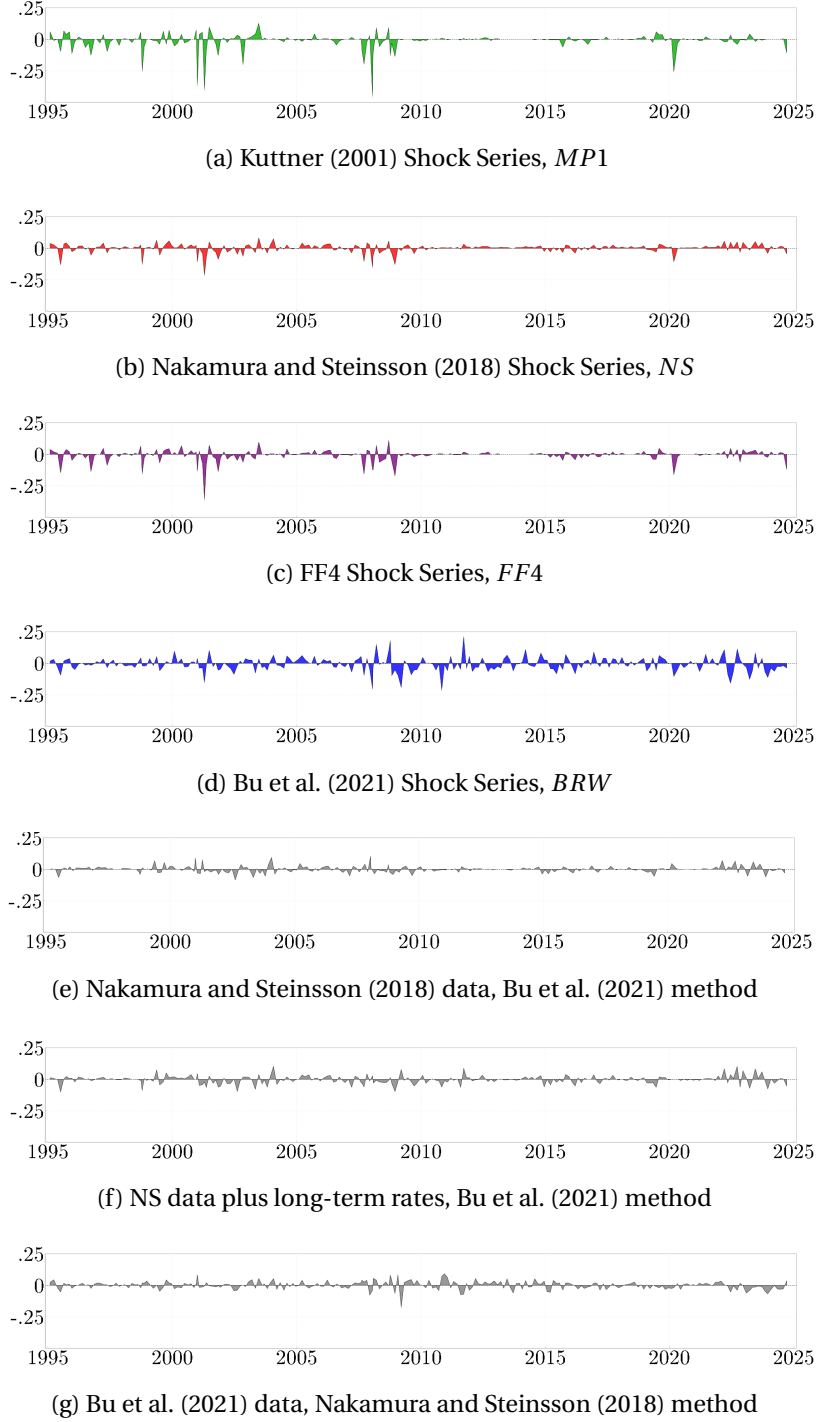 .25
0
-.25
1995 2000 2005 2010 2015 2020 2025
(a) Kuttner (2001) Shock Series, MP1
.25
0
-.25
1995 2000 2005 2010 2015 2020 2025
(b) Nakamura and Steinsson (2018) Shock Series, NS
.25
0
-.25
1995 2000 2005 2010 2015 2020 2025
(c) FF4 Shock Series, FF4
.25
0
-.25
1995 2000 2005 2010 2015 2020 2025
(d) Bu et al. (2021) Shock Series, BRW
.25
0
-.25
1995 2000 2005 2010 2015 2020 2025
(e) Nakamura and Steinsson (2018) data, Bu et al. (2021) method
.25
0
-.25
1995 2000 2005 2010 2015 2020 2025
(f) NS data plus long-term rates, Bu et al. (2021) method
.25
0
-.25
1995 2000 2005 2010 2015 2020 2025
(g) Bu et al. (2021) data, Nakamura and Steinsson (2018) method